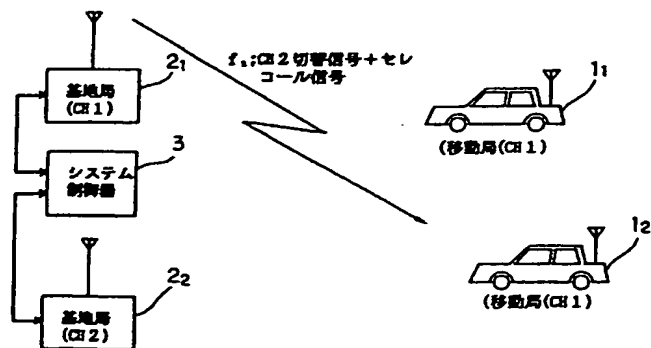 基地局
(CH1)
2₁
f₁;CH2切替信号+セレ
コール信号
1₁
(移動局(CH1)
3
システム
制御器
1₂
(移動局(CH1)
2₂
基地局
(CH2)